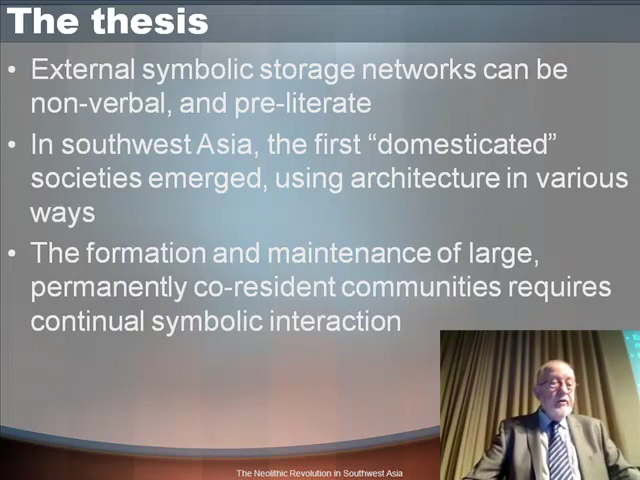 The thesis
• External symbolic storage networks can be
non-verbal, and pre-literate
• In southwest Asia, the first “domesticated”
societies emerged, using architecture in various
ways
• The formation and maintenance of large,
permanently co-resident communities requires
continual symbolic interaction
The Neolithic Revolution in Southwest Asia